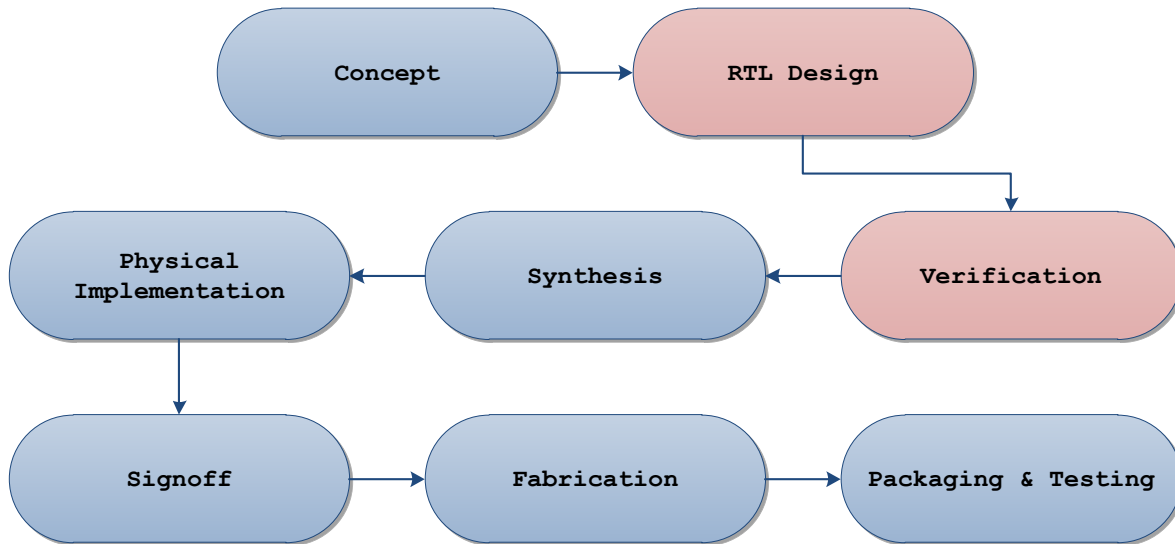 Concept
RTL Design
Physical
Implementation
Synthesis
Verification
Signoff
Fabrication
Packaging & Testing